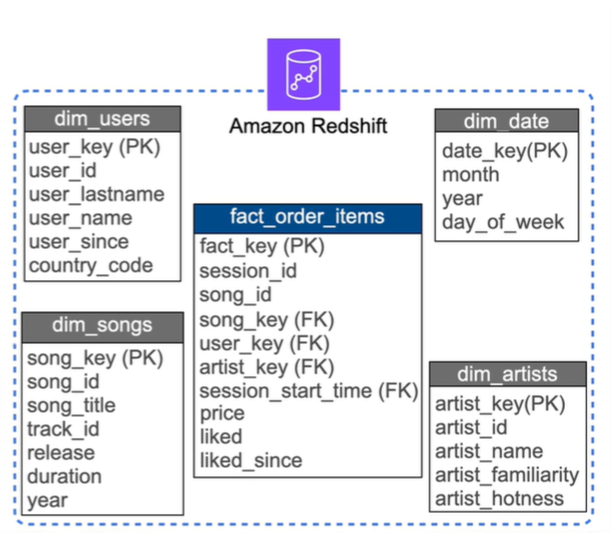 Amazon Redshift
dim_users
user_key (PK)
user_id
user_lastname
user_name
user_since
country_code
dim_songs
song_key (PK)
song_id
song_title
track_id
release
duration
year
fact_order_items
fact_key (PK)
session_id
song_id
song_key (FK)
user_key (FK)
artist_key (FK)
session_start_time (FK)
price
liked
liked_since
dim_date
date_key(PK)
month
year
day_of_week
dim_artists
artist_key(PK)
artist_id
artist_name
artist_familiarity
artist_hotness